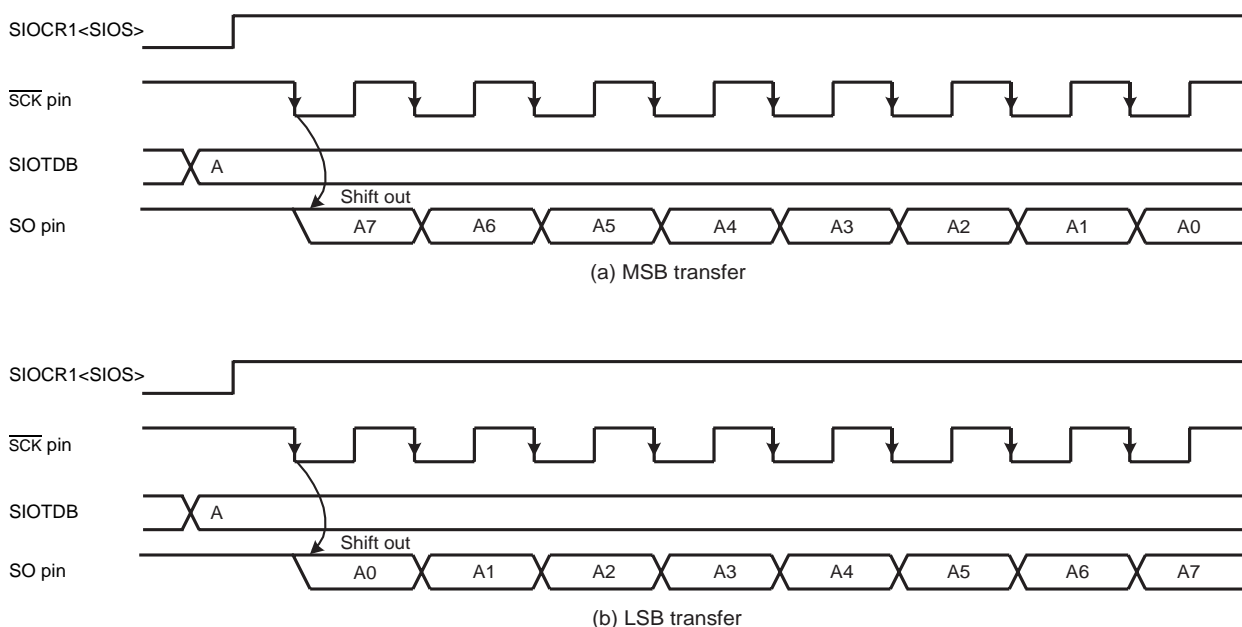 SIOCR1<SIOS>
SCK pin
SIOTDB
A
Shift out
SO pin
A7 A6 A5 A4 A3 A2 A1 A0
(a) MSB transfer
SIOCR1<SIOS>
SCK pin
SIOTDB
A
Shift out
SO pin
A0 A1 A2 A3 A4 A5 A6 A7
(b) LSB transfer